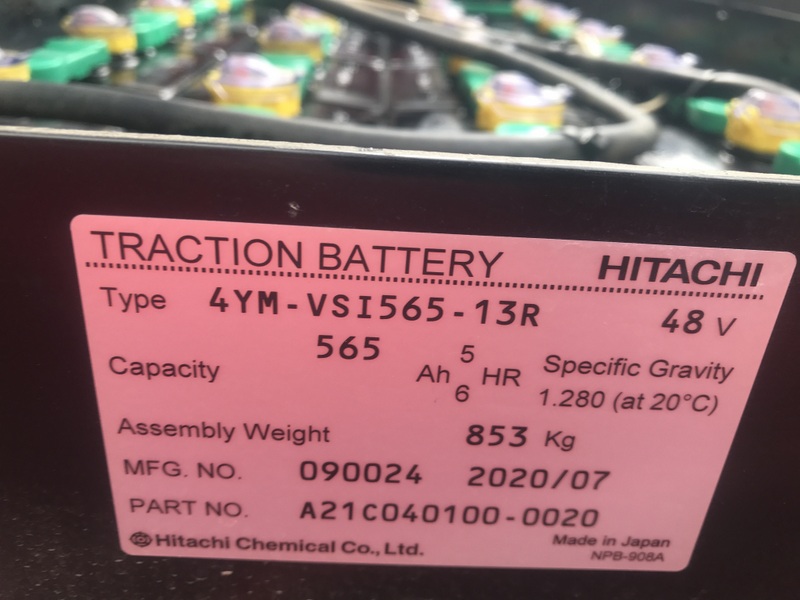 TRACTION BATTERY HITACHI
Type 4YM-VSI565-13R 48 V
Capacity 565 Ah 5 6 HR Specific Gravity
1.280 (at 20°C)
Assembly Weight 853 Kg
MFG. NO. 090024 2020/07
PART NO. A21C040100-0020
Hitachi Chemical Co., Ltd. Made in Japan
NPB-908A